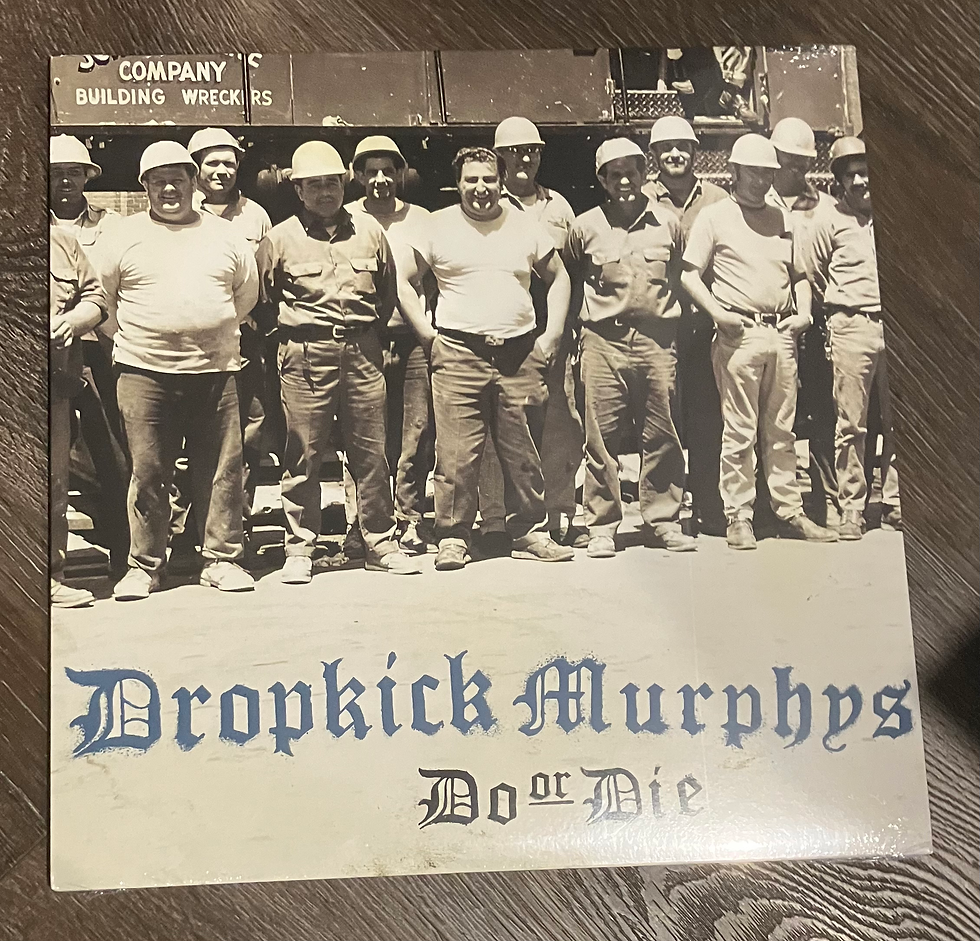 COMPANY
BUILDING WRECKERS
Dropkick Murphys
Do or Die